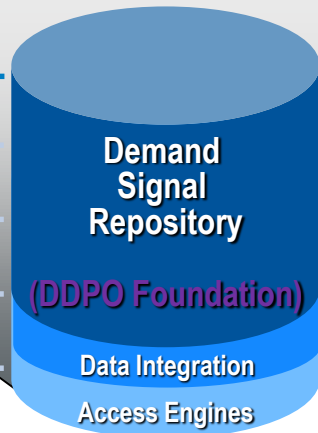 Demand
Signal
Repository
(DDPO Foundation)
Data Integration
Access Engines